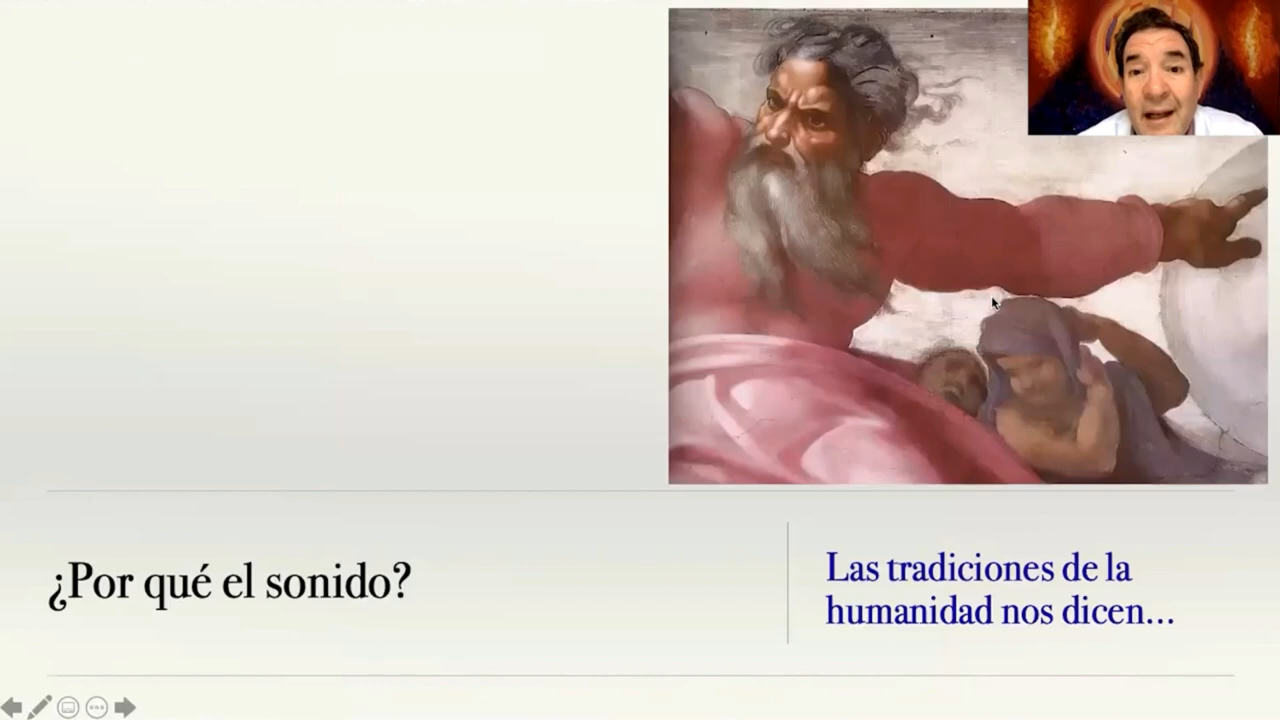 ¿Por qué el sonido?
Las tradiciones de la
humanidad nos dicen...